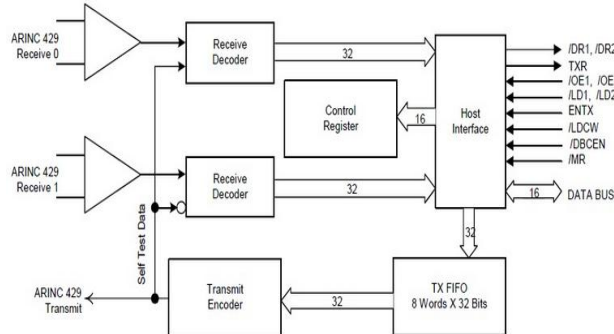 ARINC 429
Receive 0
Receive
Decoder
32
/DR1, /DR2
TXR
/OE1, /OE
/LD1, /LD2
ENTX
/LDCW
/DBCEN
/MR
Control
Register
16
Host
Interface
ARINC 429
Receive 1
Receive
Decoder
32
16
DATA BUS
32
Self Test Data
ARINC 429
Transmit
Transmit
Encoder
32
TX FIFO
8 Words X 32 Bits